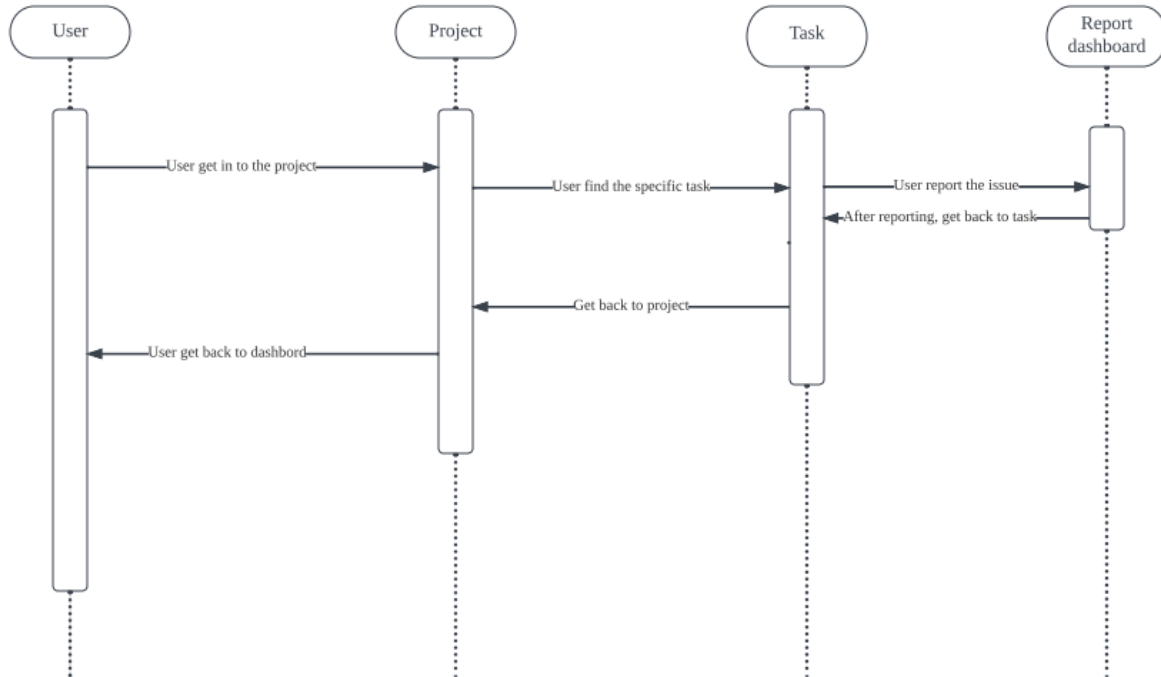 User
Project
Task
Report
dashboard
User get in to the project
User find the specific task
User report the issue
After reporting, get back to task
Get back to project
User get back to dashbord